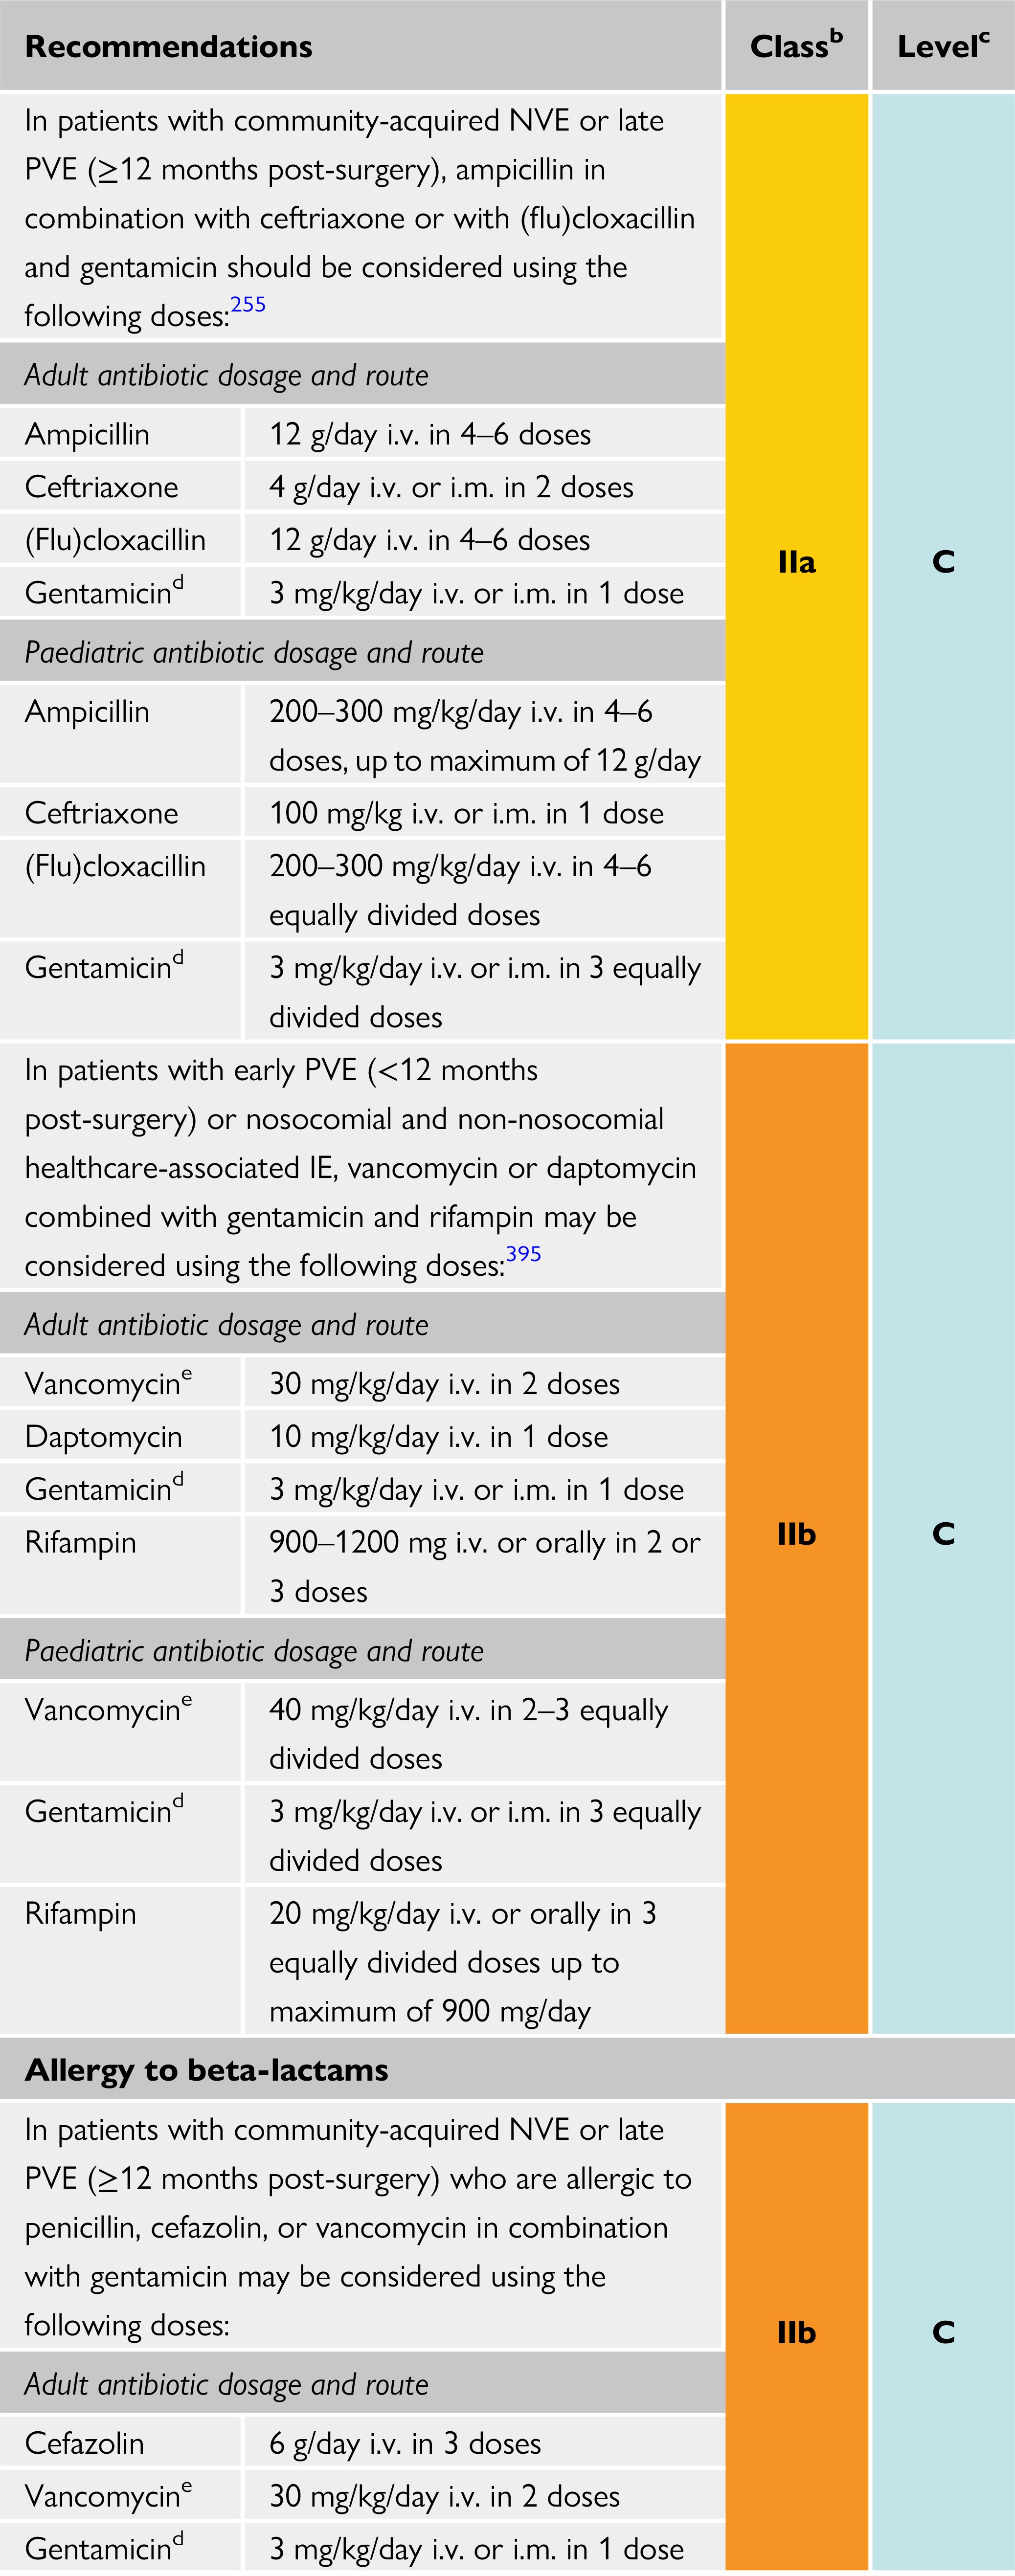 Recommendations Classᵇ Levelᶜ
In patients with community-acquired NVE or late
PVE (≥12 months post-surgery), ampicillin in
combination with ceftriaxone or with (flu)cloxacillin
and gentamicin should be considered using the
following doses:²⁵⁵
Adult antibiotic dosage and route
Ampicillin 12 g/day i.v. in 4–6 doses
Ceftriaxone 4 g/day i.v. or i.m. in 2 doses
(Flu)cloxacillin 12 g/day i.v. in 4–6 doses
IIa C
Gentamicinᵈ 3 mg/kg/day i.v. or i.m. in 1 dose
Paediatric antibiotic dosage and route
Ampicillin 200–300 mg/kg/day i.v. in 4–6
doses, up to maximum of 12 g/day
Ceftriaxone 100 mg/kg i.v. or i.m. in 1 dose
(Flu)cloxacillin 200–300 mg/kg/day i.v. in 4–6
equally divided doses
Gentamicinᵈ 3 mg/kg/day i.v. or i.m. in 3 equally
divided doses
In patients with early PVE (<12 months
post-surgery) or nosocomial and non-nosocomial
healthcare-associated IE, vancomycin or daptomycin
combined with gentamicin and rifampin may be
considered using the following doses:³⁹⁵
Adult antibiotic dosage and route
Vancomycinᵉ 30 mg/kg/day i.v. in 2 doses
Daptomycin 10 mg/kg/day i.v. in 1 dose
Gentamicinᵈ 3 mg/kg/day i.v. or i.m. in 1 dose
Rifampin 900–1200 mg i.v. or orally in 2 or
3 doses
IIb C
Paediatric antibiotic dosage and route
Vancomycinᵉ 40 mg/kg/day i.v. in 2–3 equally
divided doses
Gentamicinᵈ 3 mg/kg/day i.v. or i.m. in 3 equally
divided doses
Rifampin 20 mg/kg/day i.v. or orally in 3
equally divided doses up to
maximum of 900 mg/day
Allergy to beta-lactams
In patients with community-acquired NVE or late
PVE (≥12 months post-surgery) who are allergic to
penicillin, cefazolin, or vancomycin in combination
with gentamicin may be considered using the
following doses:
IIb C
Adult antibiotic dosage and route
Cefazolin 6 g/day i.v. in 3 doses
Vancomycinᵉ 30 mg/kg/day i.v. in 2 doses
Gentamicinᵈ 3 mg/kg/day i.v. or i.m. in 1 dose